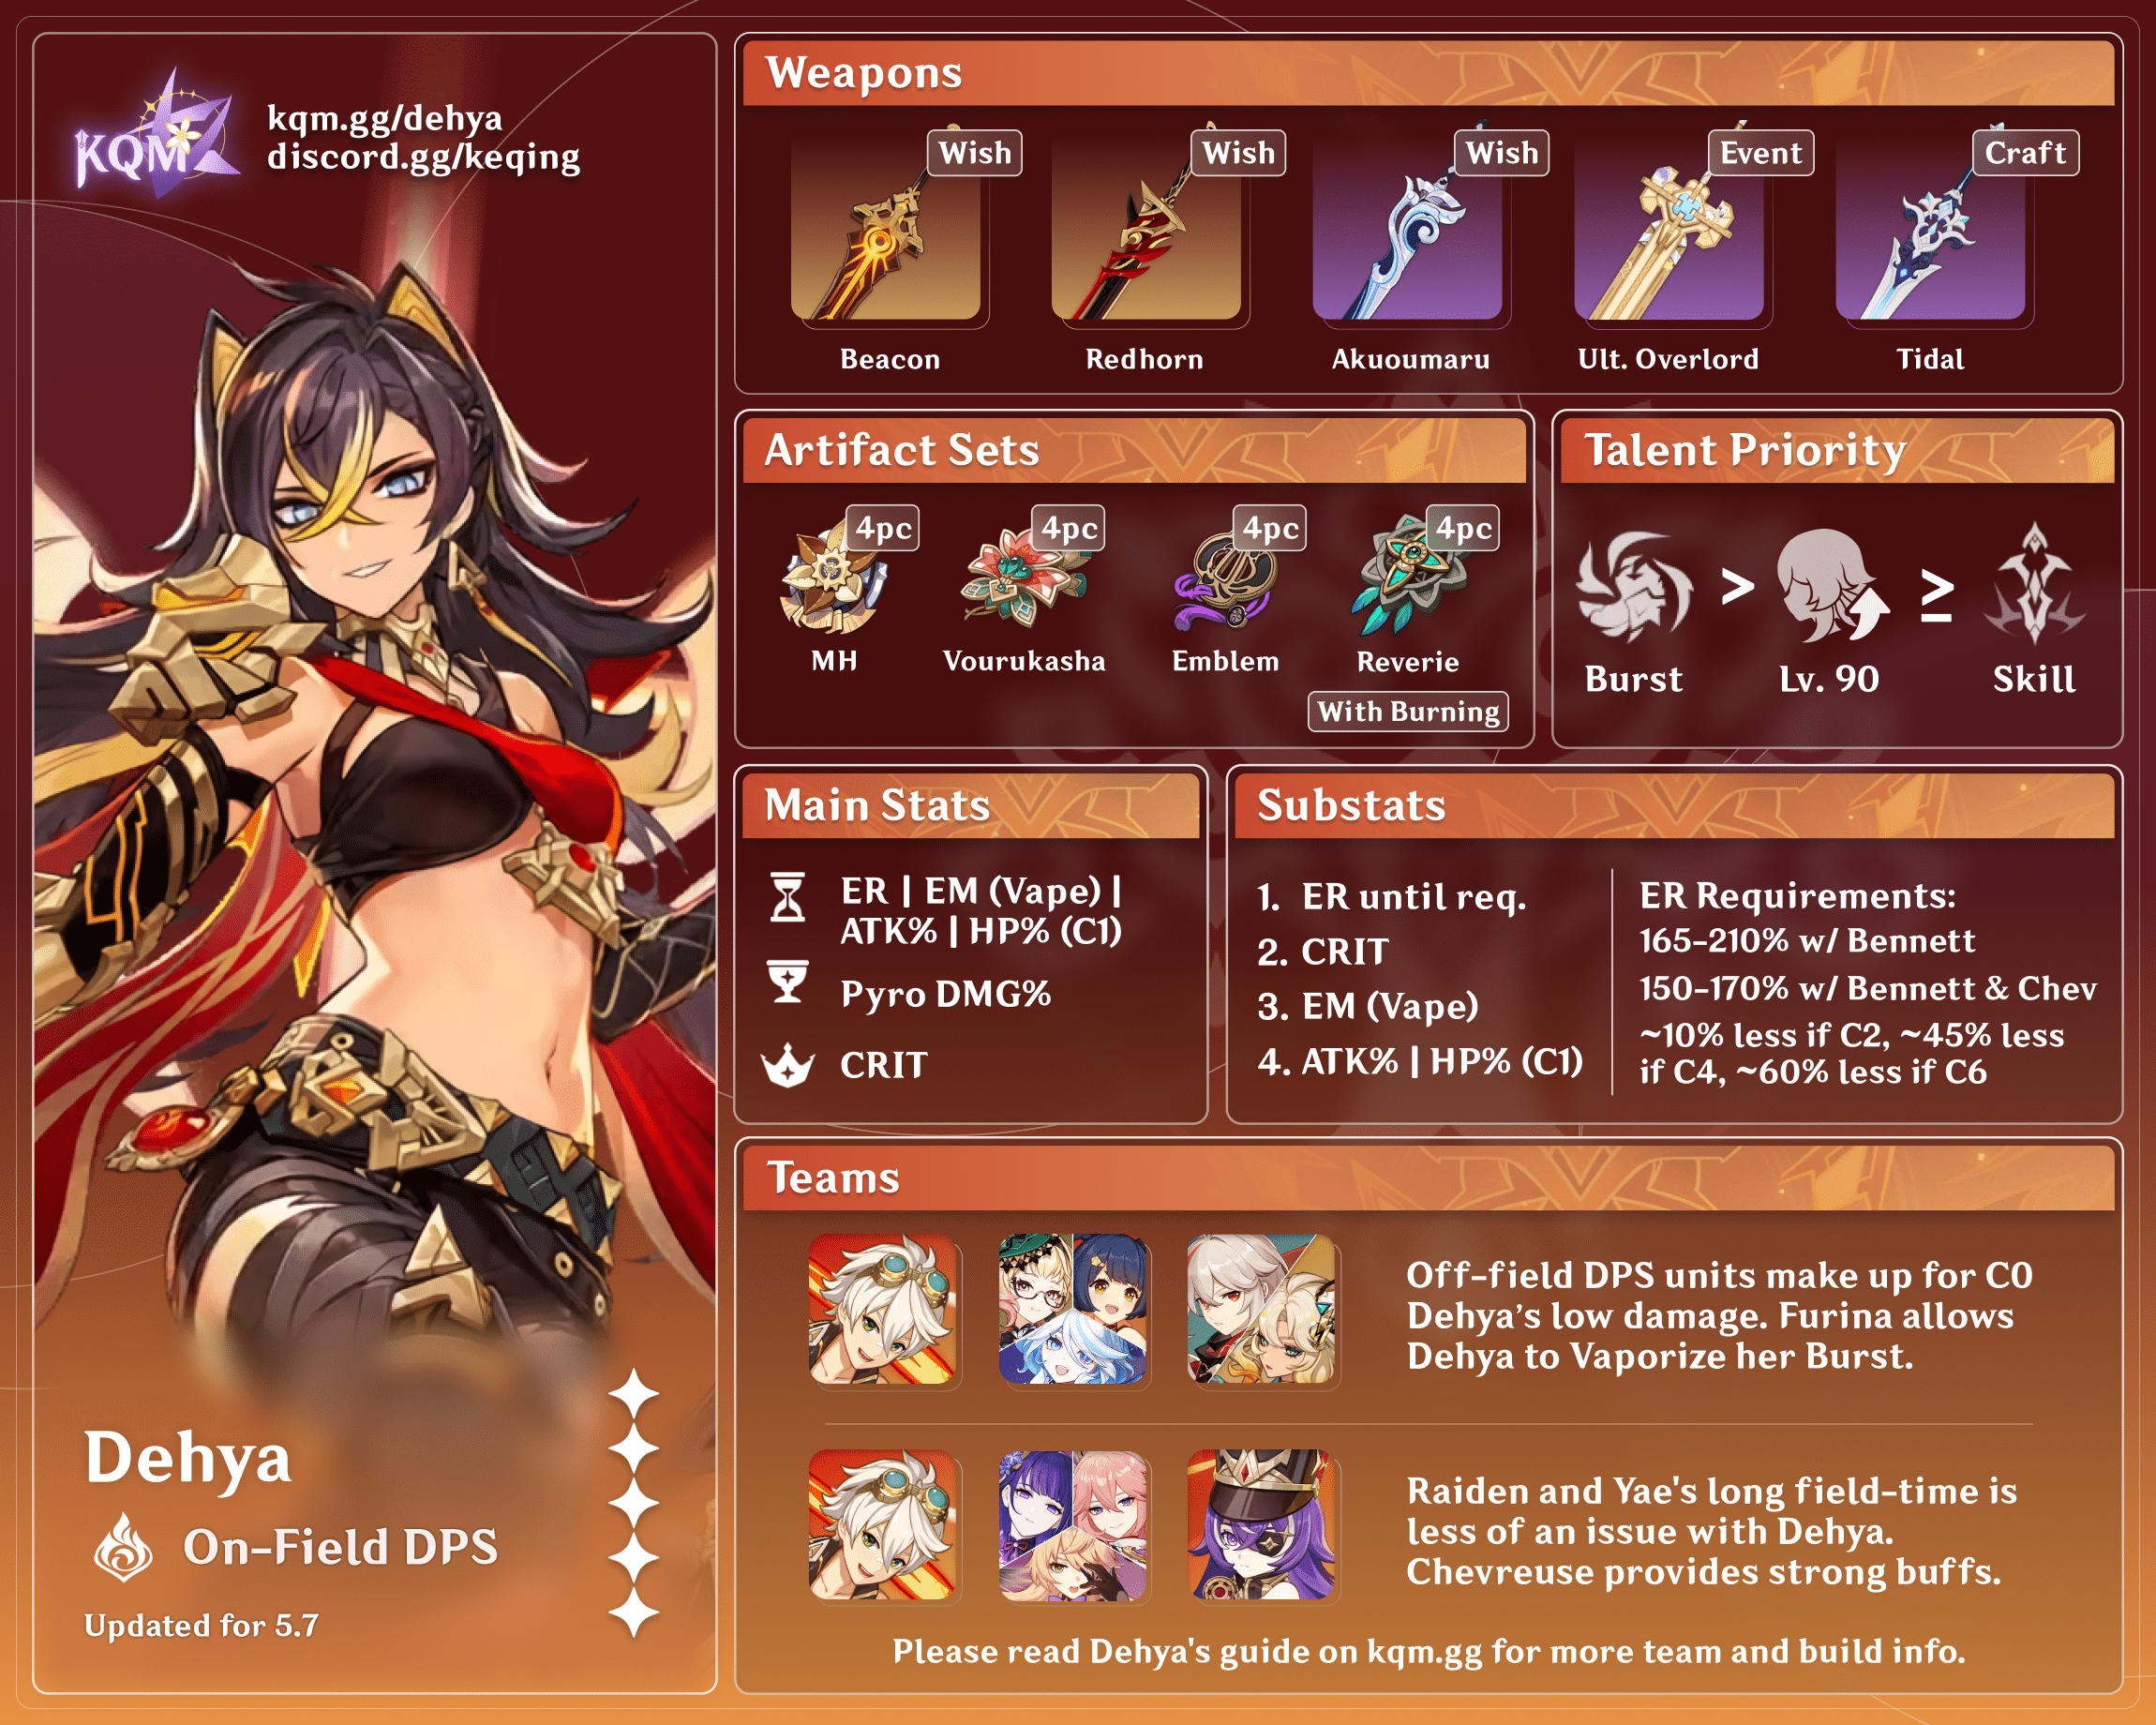 KQM
kqm.gg/dehya
discord.gg/keqing
Dehya
On-Field DPS
Updated for 5.7
Weapons
Wish
Wish
Wish
Event
Craft
Beacon
Redhorn
Akuoumaru
Ult. Overlord
Tidal
Artifact Sets
4pc
4pc
4pc
4pc
MH
Vourukasha
Emblem
Reverie
With Burning
Talent Priority
> ≥
Burst
Lv. 90
Skill
Main Stats
ER | EM (Vape) |
ATK% | HP% (C1)
Pyro DMG%
CRIT
Substats
1. ER until req.
2. CRIT
3. EM (Vape)
4. ATK% | HP% (C1)
ER Requirements:
165-210% w/ Bennett
150-170% w/ Bennett & Chev
~10% less if C2, ~45% less
if C4, ~60% less if C6
Teams
Off-field DPS units make up for C0
Dehya’s low damage. Furina allows
Dehya to Vaporize her Burst.
Raiden and Yae's long field-time is
less of an issue with Dehya.
Chevreuse provides strong buffs.
Please read Dehya's guide on kqm.gg for more team and build info.